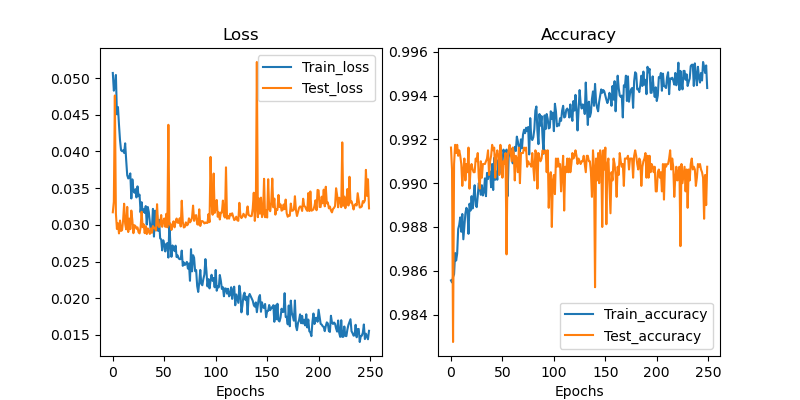 Loss
Train_loss
Test_loss
0.050
0.045
0.040
0.035
0.030
0.025
0.020
0.015
0 50 100 150 200 250
Epochs
Accuracy
0.996
0.994
0.992
0.990
0.988
0.986
0.984
Train_accuracy
Test_accuracy
0 50 100 150 200 250
Epochs